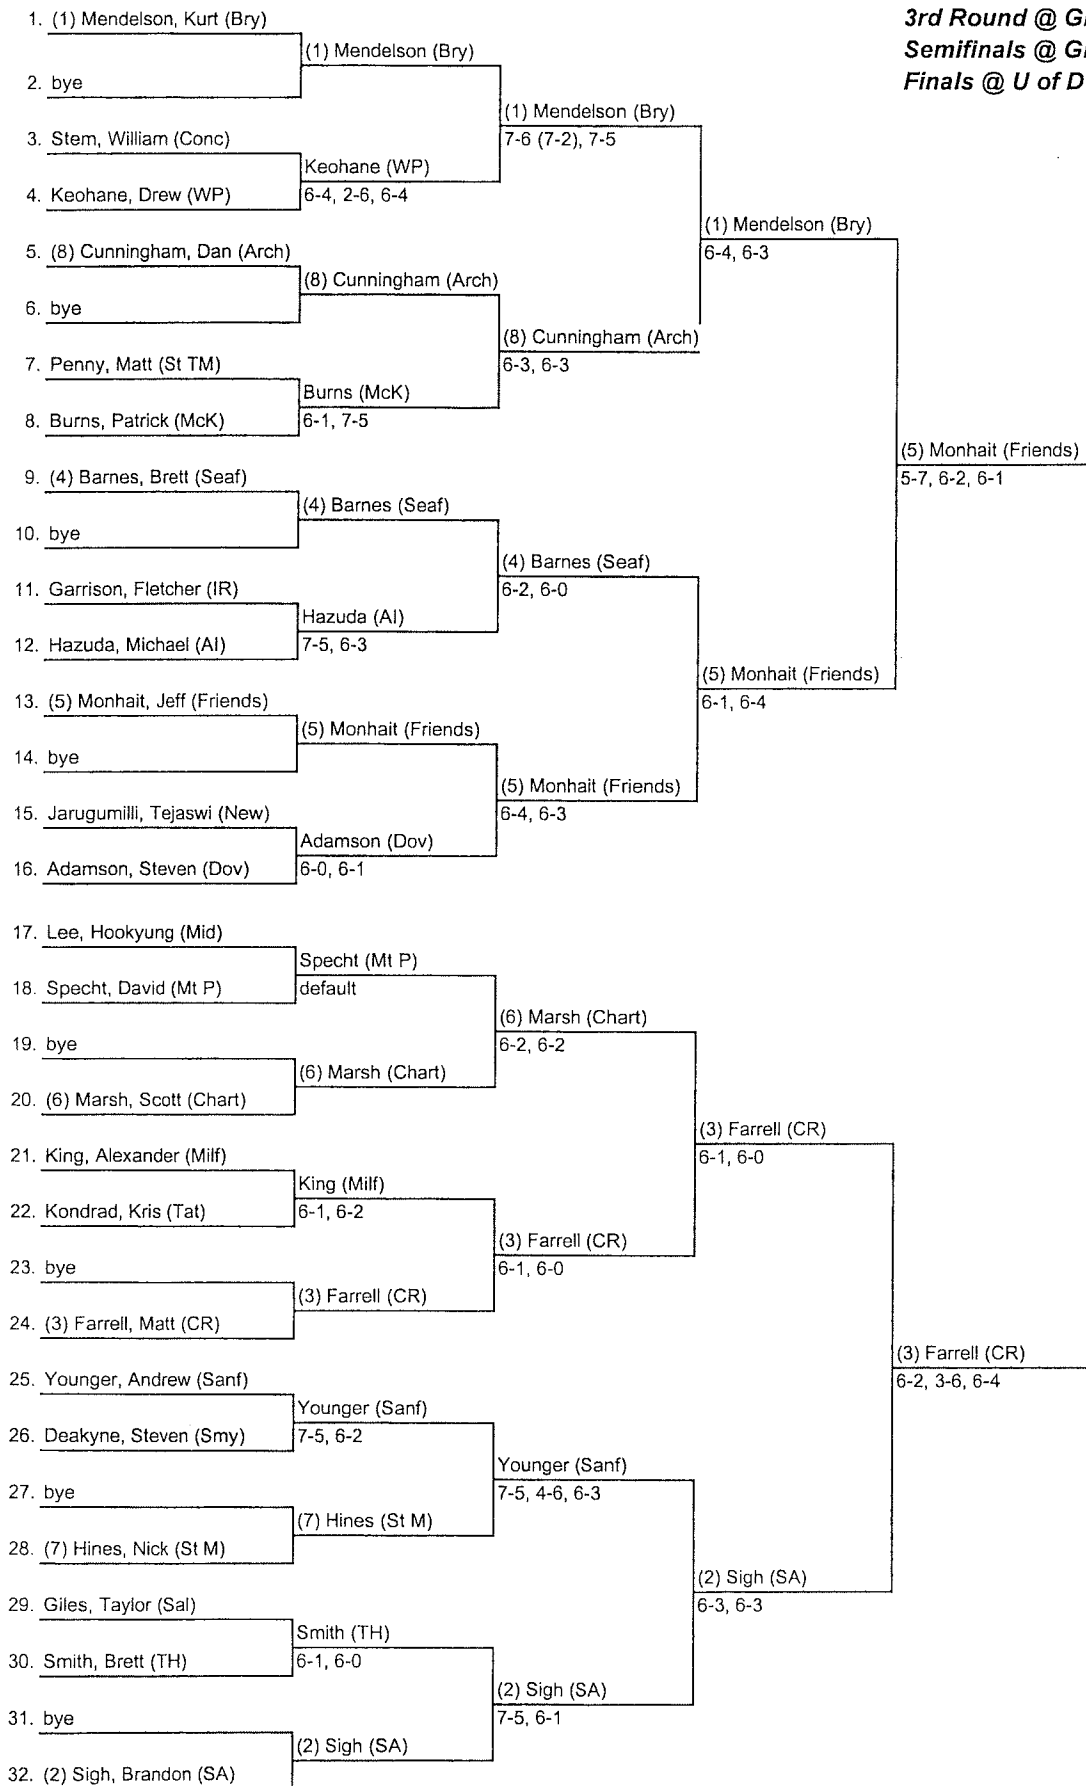 3rd Round @ G
Semifinals @ G
Finals @ U of D
1. (1) Mendelson, Kurt (Bry)
2. bye
3. Stem, William (Conc)
4. Keohane, Drew (WP)
5. (8) Cunningham, Dan (Arch)
6. bye
7. Penny, Matt (St TM)
8. Burns, Patrick (McK)
9. (4) Barnes, Brett (Seaf)
10. bye
11. Garrison, Fletcher (IR)
12. Hazuda, Michael (AI)
13. (5) Monhait, Jeff (Friends)
14. bye
15. Jarugumilli, Tejaswi (New)
16. Adamson, Steven (Dov)
17. Lee, Hookyung (Mid)
18. Specht, David (Mt P)
19. bye
20. (6) Marsh, Scott (Chart)
21. King, Alexander (Milf)
22. Kondrad, Kris (Tat)
23. bye
24. (3) Farrell, Matt (CR)
25. Younger, Andrew (Sanf)
26. Deakyne, Steven (Smy)
27. bye
28. (7) Hines, Nick (St M)
29. Giles, Taylor (Sal)
30. Smith, Brett (TH)
31. bye
32. (2) Sigh, Brandon (SA)
(1) Mendelson (Bry)
Keohane (WP)
6-4, 2-6, 6-4
(8) Cunningham (Arch)
Burns (McK)
6-1, 7-5
(4) Barnes (Seaf)
Hazuda (AI)
7-5, 6-3
(5) Monhait (Friends)
Adamson (Dov)
6-0, 6-1
Specht (Mt P)
default
(6) Marsh (Chart)
King (Milf)
6-1, 6-2
(3) Farrell (CR)
Younger (Sanf)
7-5, 6-2
(7) Hines (St M)
Smith (TH)
6-1, 6-0
(2) Sigh (SA)
(1) Mendelson (Bry)
7-6 (7-2), 7-5
(8) Cunningham (Arch)
6-3, 6-3
(4) Barnes (Seaf)
6-2, 6-0
(5) Monhait (Friends)
6-4, 6-3
(6) Marsh (Chart)
6-2, 6-2
(3) Farrell (CR)
6-1, 6-0
Younger (Sanf)
7-5, 4-6, 6-3
(2) Sigh (SA)
7-5, 6-1
(1) Mendelson (Bry)
6-4, 6-3
(5) Monhait (Friends)
6-1, 6-4
(3) Farrell (CR)
6-1, 6-0
(2) Sigh (SA)
6-3, 6-3
(5) Monhait (Friends)
5-7, 6-2, 6-1
(3) Farrell (CR)
6-2, 3-6, 6-4